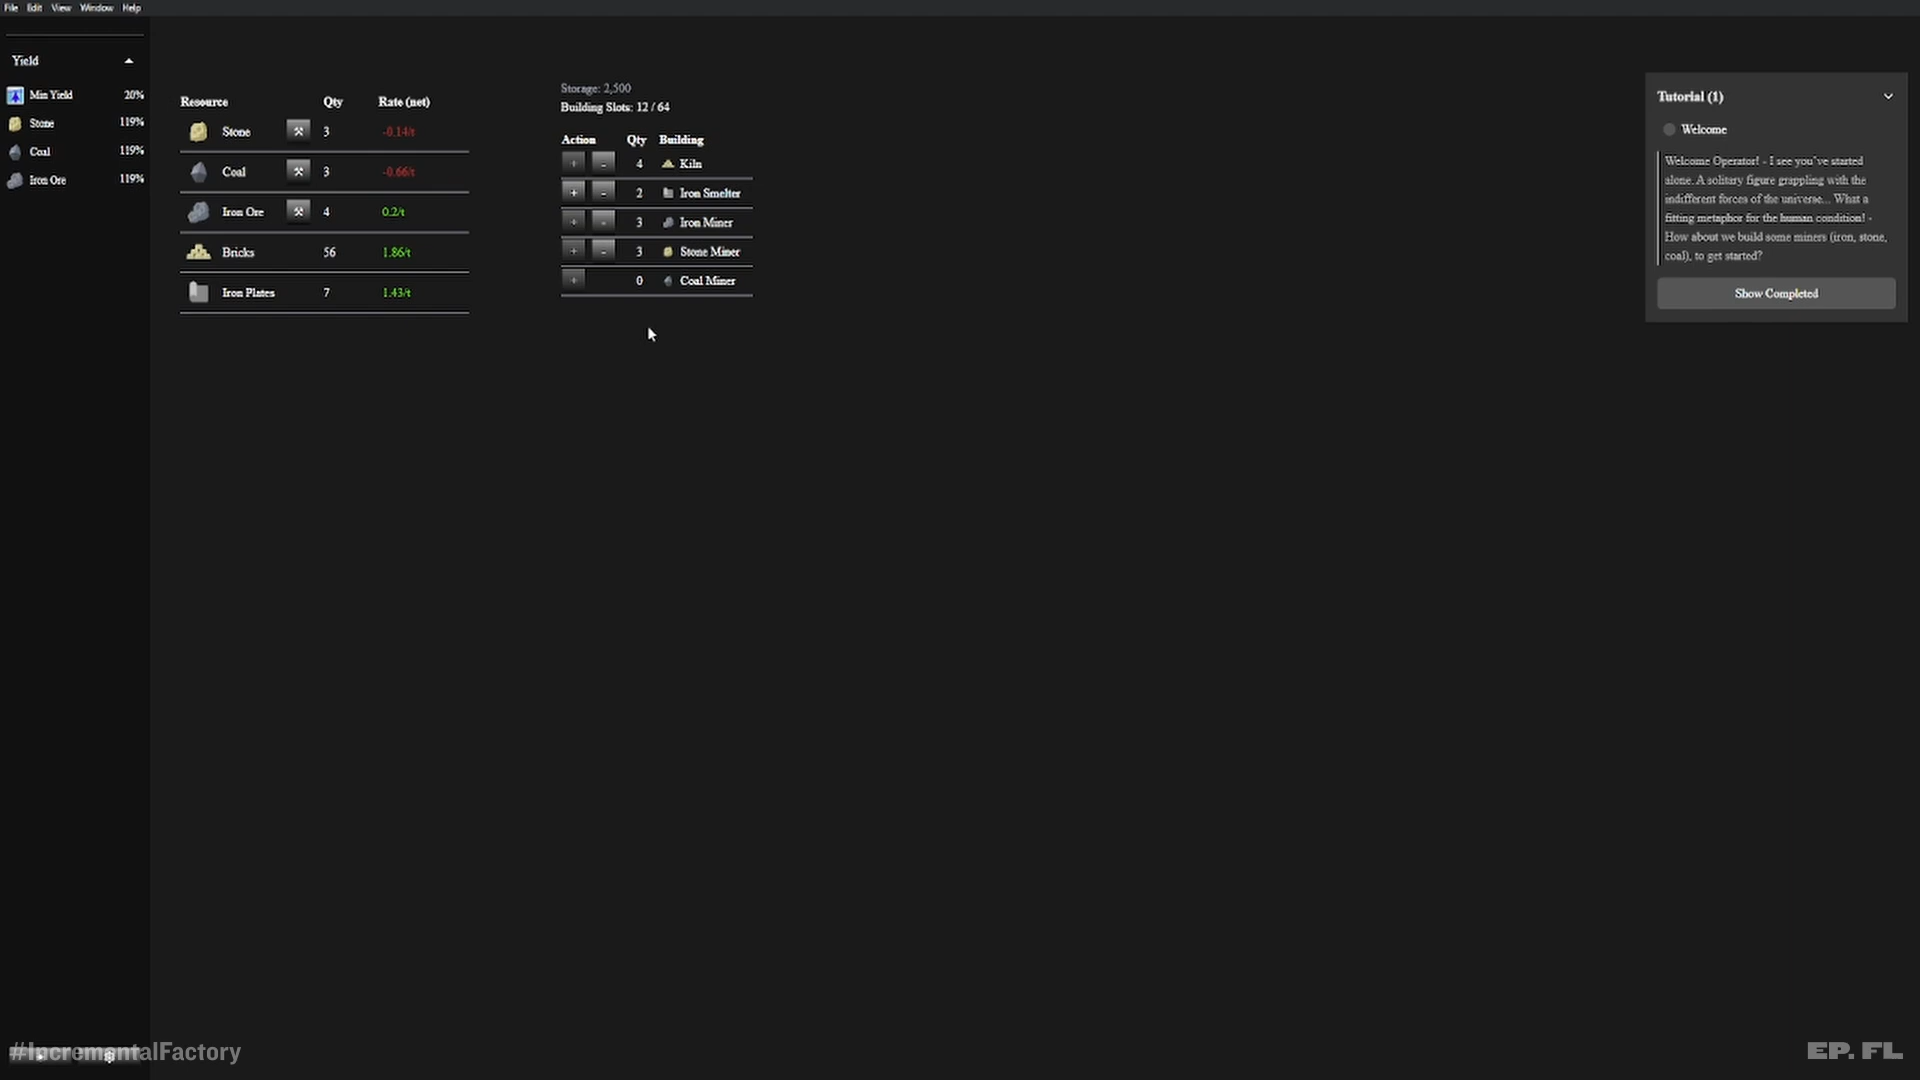 File Edit View Window Help
Yield
Min Yield 20%
Stone 119%
Coal 119%
Iron Ore 119%
Resource Qty Rate (net)
Stone 3 -0.14/t
Coal 3 -0.66/t
Iron Ore 4 0.2/t
Bricks 56 1.86/t
Iron Plates 7 1.43/t
Storage: 2,500
Building Slots: 12 / 64
Action Qty Building
+ - 4 Kiln
+ - 2 Iron Smelter
+ - 3 Iron Miner
+ - 3 Stone Miner
+ 0 Coal Miner
Tutorial (1)
Welcome
Welcome Operator! - I see you've started
alone. A solitary figure grappling with the
indifferent forces of the universe... What a
fitting metaphor for the human condition! -
How about we build some miners (iron, stone,
coal), to get started?
Show Completed
#IncrementalFactory
EP. FL